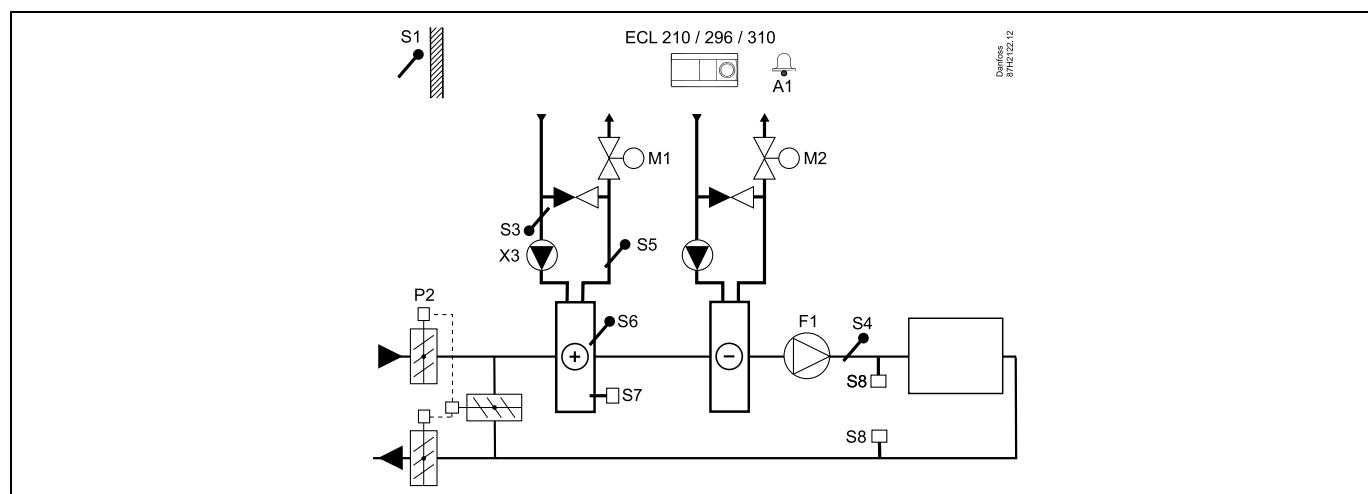 S1
ECL 210 / 296 / 310
A1
Danfoss
87H2122.12
M1
M2
S3
X3
S5
P2
S6
F1
S4
S7
S8
S8